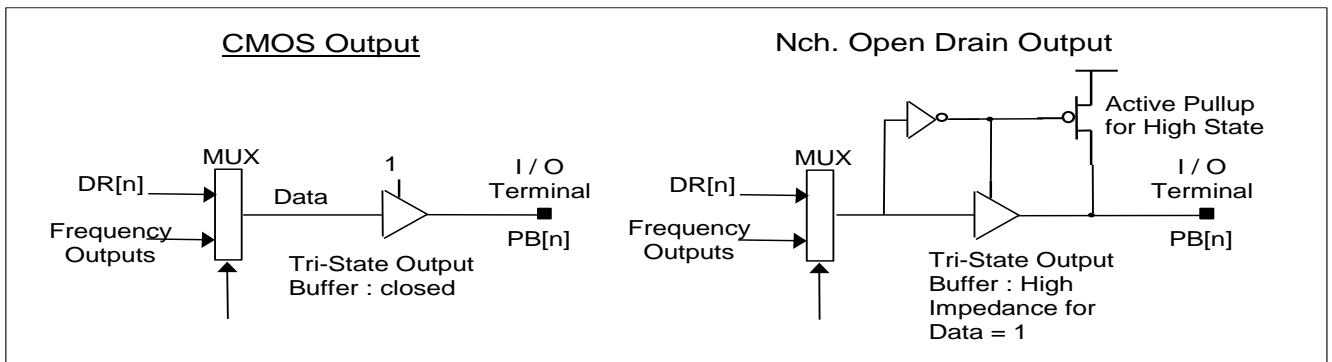 CMOS Output
MUX
DR[n]
Frequency
Outputs
Data
1
I / O
Terminal
PB[n]
Tri-State Output
Buffer : closed
Nch. Open Drain Output
Active Pullup
for High State
MUX
DR[n]
Frequency
Outputs
I / O
Terminal
PB[n]
Tri-State Output
Buffer : High
Impedance for
Data = 1